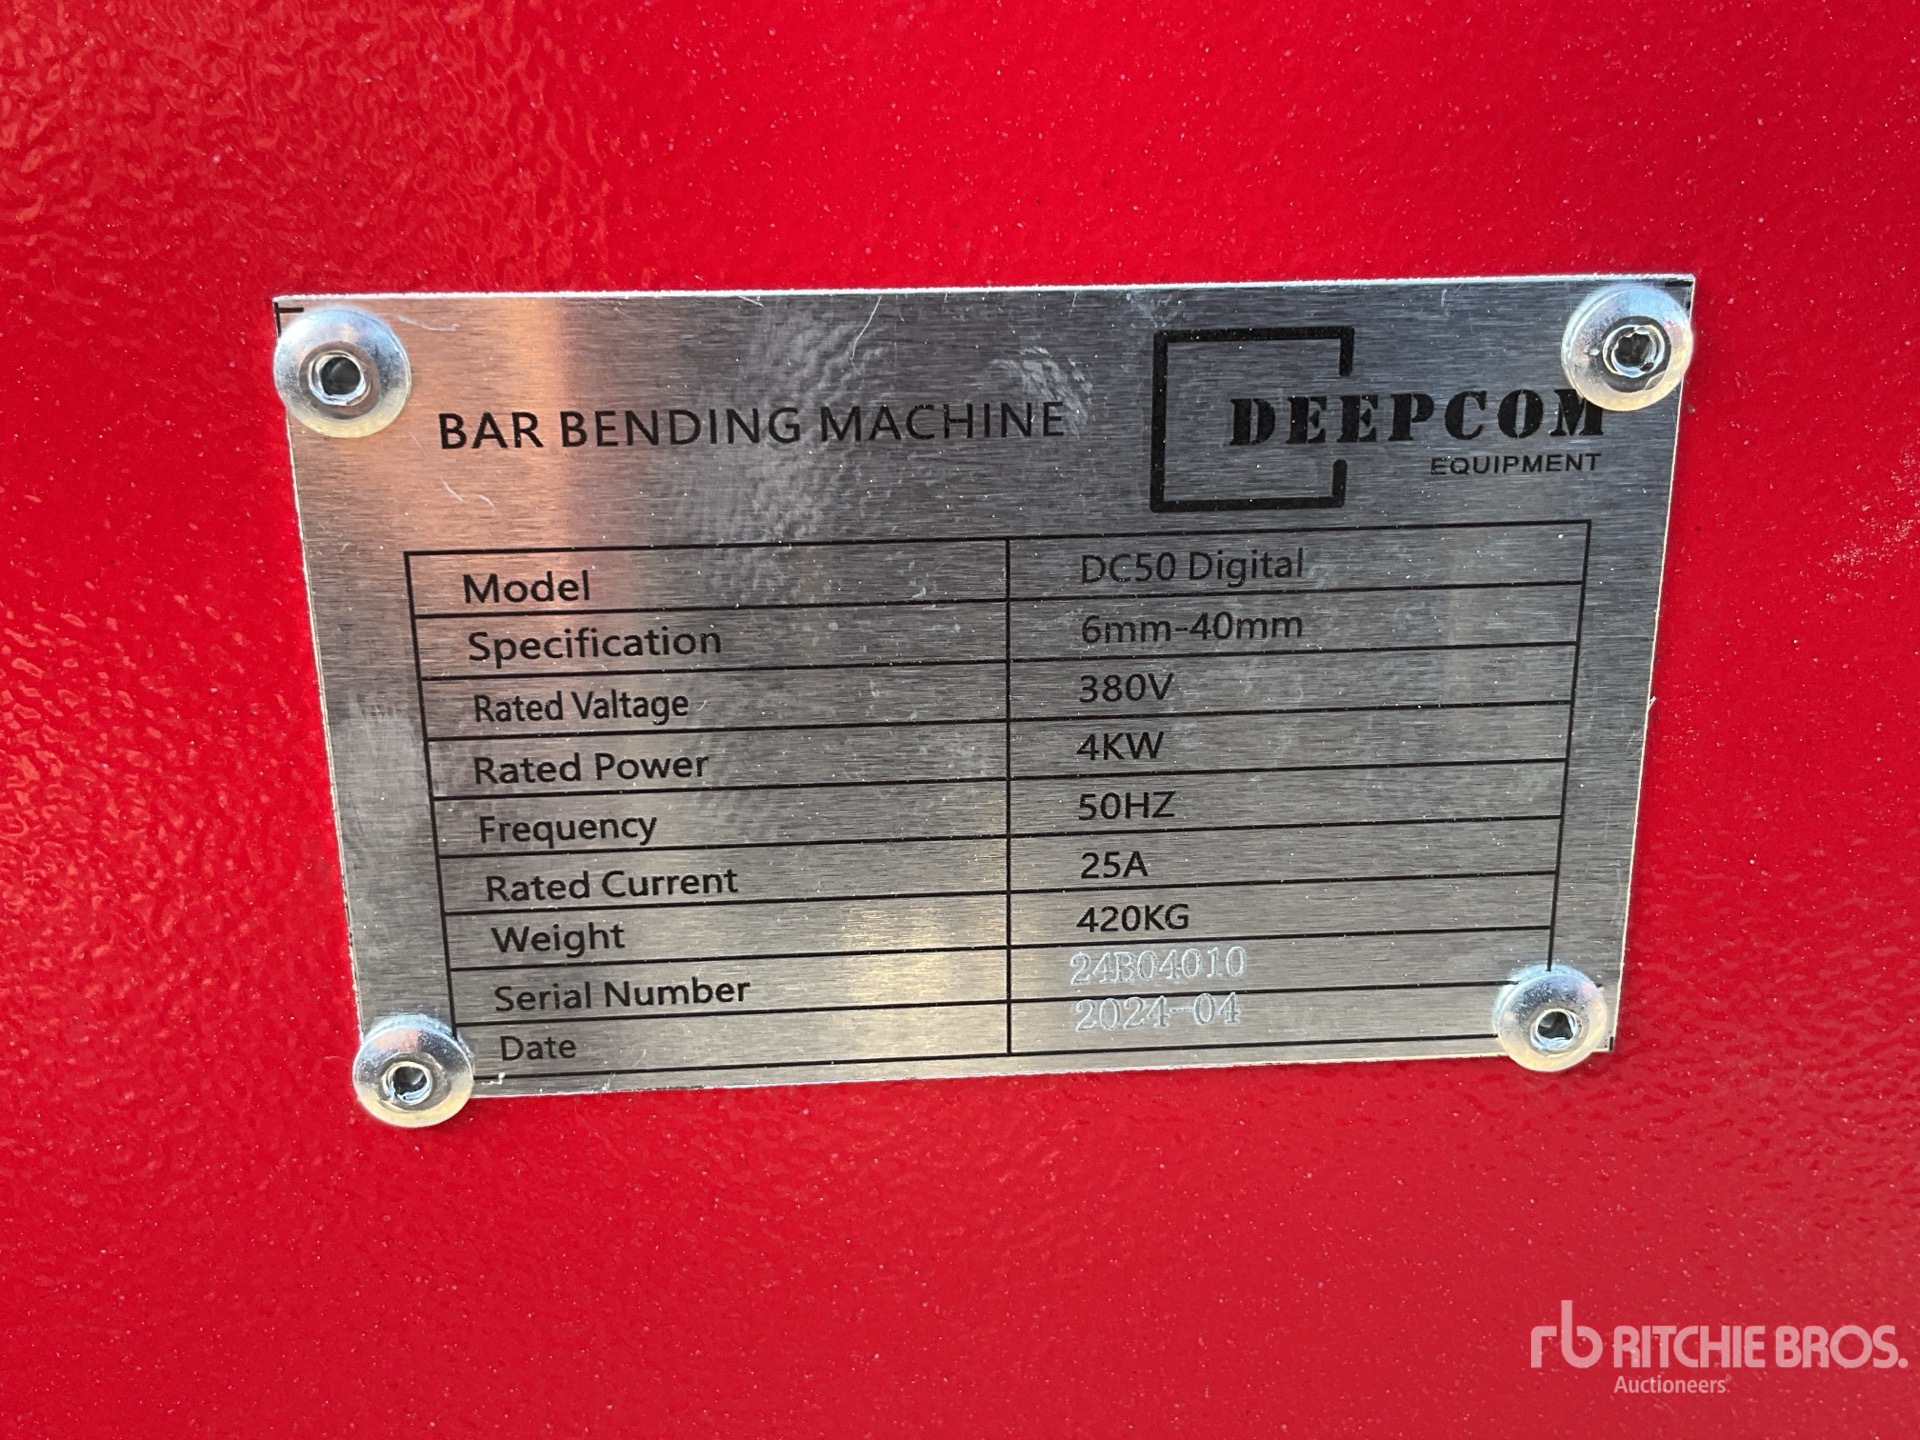 BAR BENDING MACHINE
DEEPCOM
EQUIPMENT
Model DC50 Digital
Specification 6mm-40mm
Rated Valtage 380V
Rated Power 4KW
Frequency 50HZ
Rated Current 25A
Weight 420KG
Serial Number 24B04010
Date 2024-04
rb RITCHIE BROS.
Auctioneers